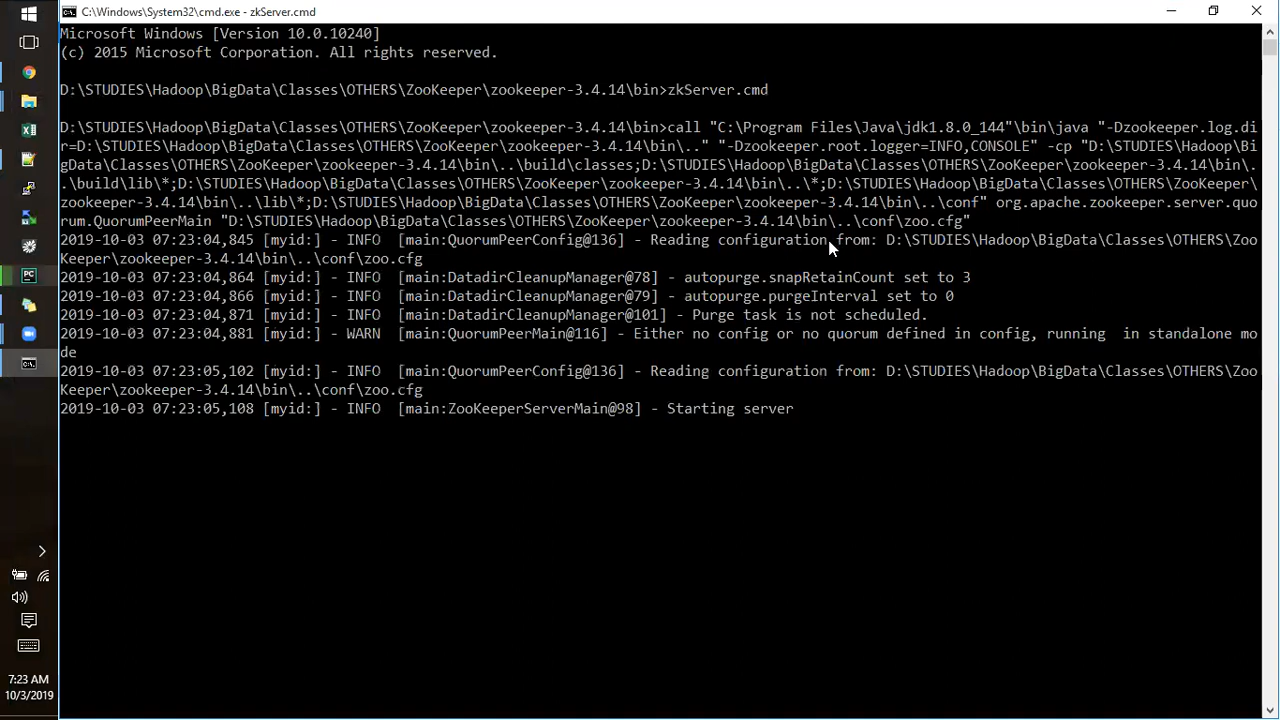 C:\Windows\System32\cmd.exe - zkServer.cmd
Microsoft Windows [Version 10.0.10240]
(c) 2015 Microsoft Corporation. All rights reserved.
D:\STUDIES\Hadoop\BigData\Classes\OTHERS\ZooKeeper\zookeeper-3.4.14\bin>zkServer.cmd
D:\STUDIES\Hadoop\BigData\Classes\OTHERS\ZooKeeper\zookeeper-3.4.14\bin>call "C:\Program Files\Java\jdk1.8.0_144"\bin\java "-Dzookeeper.log.di
r=D:\STUDIES\Hadoop\BigData\Classes\OTHERS\ZooKeeper\zookeeper-3.4.14\bin\.." "-Dzookeeper.root.logger=INFO,CONSOLE" -cp "D:\STUDIES\Hadoop\Bi
gData\Classes\OTHERS\ZooKeeper\zookeeper-3.4.14\bin\..\build\classes;D:\STUDIES\Hadoop\BigData\Classes\OTHERS\ZooKeeper\zookeeper-3.4.14\bin\.
.\build\lib\*;D:\STUDIES\Hadoop\BigData\Classes\OTHERS\ZooKeeper\zookeeper-3.4.14\bin\..\*;D:\STUDIES\Hadoop\BigData\Classes\OTHERS\ZooKeeper\
zookeeper-3.4.14\bin\..\lib\*;D:\STUDIES\Hadoop\BigData\Classes\OTHERS\ZooKeeper\zookeeper-3.4.14\bin\..\conf" org.apache.zookeeper.server.quo
rum.QuorumPeerMain "D:\STUDIES\Hadoop\BigData\Classes\OTHERS\ZooKeeper\zookeeper-3.4.14\bin\..\conf\zoo.cfg"
2019-10-03 07:23:04,845 [myid:] - INFO  [main:QuorumPeerConfig@136] - Reading configuration from: D:\STUDIES\Hadoop\BigData\Classes\OTHERS\Zoo
Keeper\zookeeper-3.4.14\bin\..\conf\zoo.cfg
2019-10-03 07:23:04,864 [myid:] - INFO  [main:DatadirCleanupManager@78] - autopurge.snapRetainCount set to 3
2019-10-03 07:23:04,866 [myid:] - INFO  [main:DatadirCleanupManager@79] - autopurge.purgeInterval set to 0
2019-10-03 07:23:04,871 [myid:] - INFO  [main:DatadirCleanupManager@101] - Purge task is not scheduled.
2019-10-03 07:23:04,881 [myid:] - WARN  [main:QuorumPeerMain@116] - Either no config or no quorum defined in config, running  in standalone mo
de
2019-10-03 07:23:05,102 [myid:] - INFO  [main:QuorumPeerConfig@136] - Reading configuration from: D:\STUDIES\Hadoop\BigData\Classes\OTHERS\Zoo
Keeper\zookeeper-3.4.14\bin\..\conf\zoo.cfg
2019-10-03 07:23:05,108 [myid:] - INFO  [main:ZooKeeperServerMain@98] - Starting server
PC
7:23 AM
10/3/2019